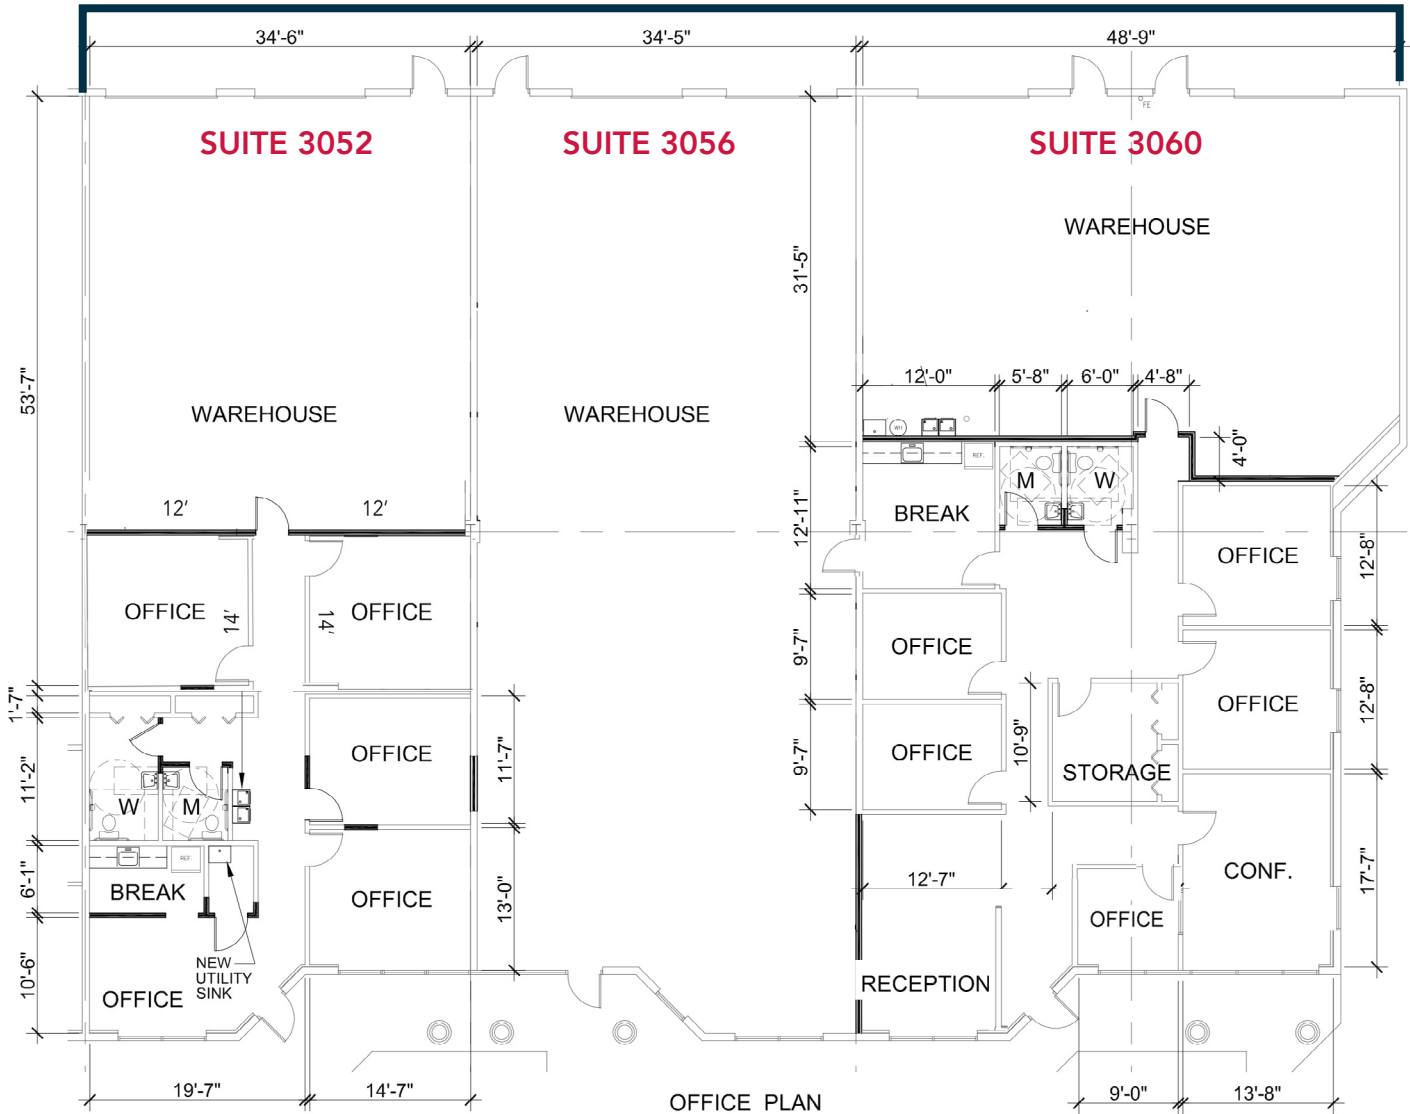 34'-6"
34'-5"
48'-9"
FE
SUITE 3052
SUITE 3056
SUITE 3060
WAREHOUSE
31'-5"
53'-7"
12'-0"
5'-8"
6'-0"
4'-8"
WAREHOUSE
WAREHOUSE
WH
4'-0"
REF.
M
W
12'
12'
BREAK
12'-11"
OFFICE
12'-8"
OFFICE
14'
14'
OFFICE
OFFICE
9'-7"
1'-7"
OFFICE
12'-8"
OFFICE
11'-7"
OFFICE
9'-7"
10'-9"
STORAGE
11'-2"
W
M
REF.
BREAK
6'-1"
OFFICE
13'-0"
12'-7"
CONF.
17'-7"
OFFICE
NEW
UTILITY
SINK
10'-6"
OFFICE
RECEPTION
19'-7"
14'-7"
9'-0"
13'-8"
OFFICE PLAN